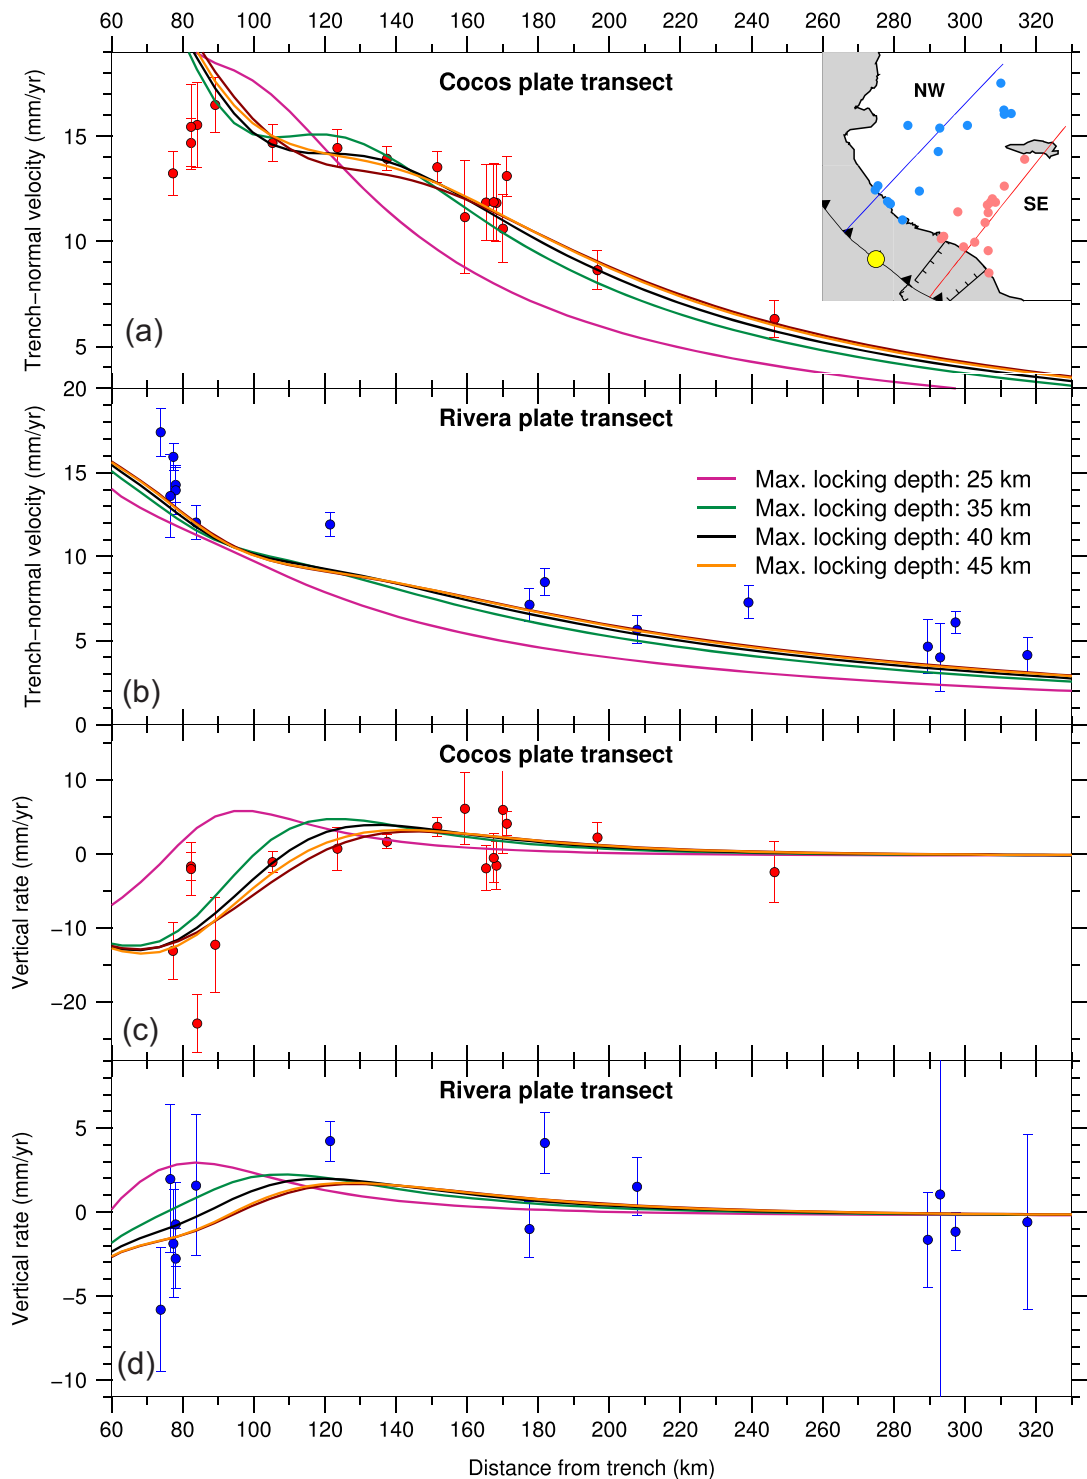 60 80 100 120 140 160 180 200 220 240 260 280 300 320
Cocos plate transect
NW
SE
15
10
5
Trench−normal velocity (mm/yr)
(a)
20
Rivera plate transect
15
10
5
0
Trench−normal velocity (mm/yr)
Max. locking depth: 25 km
Max. locking depth: 35 km
Max. locking depth: 40 km
Max. locking depth: 45 km
(b)
Cocos plate transect
10
0
−10
−20
Vertical rate (mm/yr)
(c)
Rivera plate transect
5
0
−5
−10
Vertical rate (mm/yr)
(d)
60 80 100 120 140 160 180 200 220 240 260 280 300 320
Distance from trench (km)